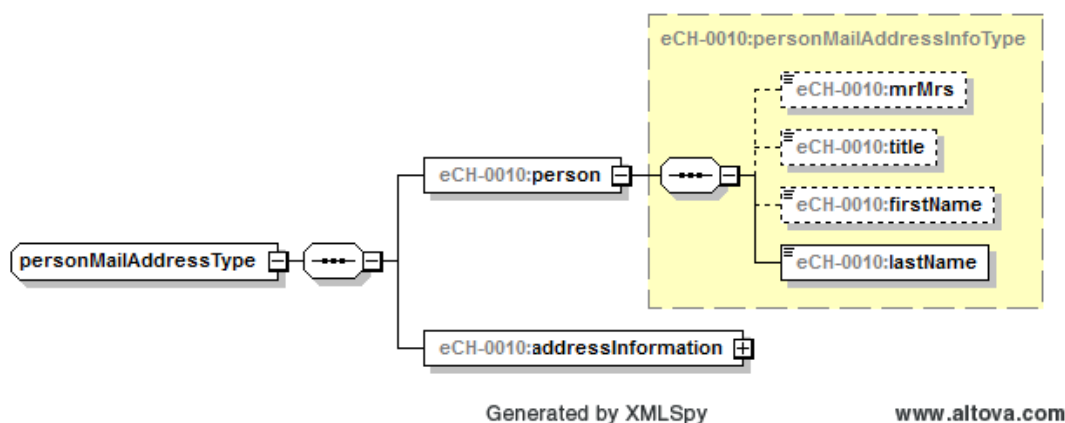 eCH-0010:personMailAddressInfoType
eCH-0010:mrMrs
eCH-0010:title
eCH-0010:person
eCH-0010:firstName
personMailAddressType
eCH-0010:lastName
eCH-0010:addressInformation
Generated by XMLSpy
www.altova.com